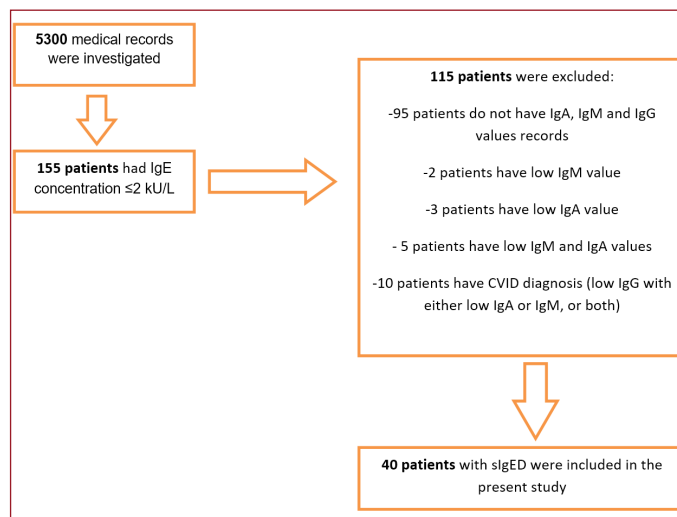 5300 medical records
were investigated
155 patients had IgE
concentration ≤2 kU/L
115 patients were excluded:
-95 patients do not have IgA, IgM and IgG
values records
-2 patients have low IgM value
-3 patients have low IgA value
- 5 patients have low IgM and IgA values
-10 patients have CVID diagnosis (low IgG with
either low IgA or IgM, or both)
40 patients with sIgED were included in the
present study